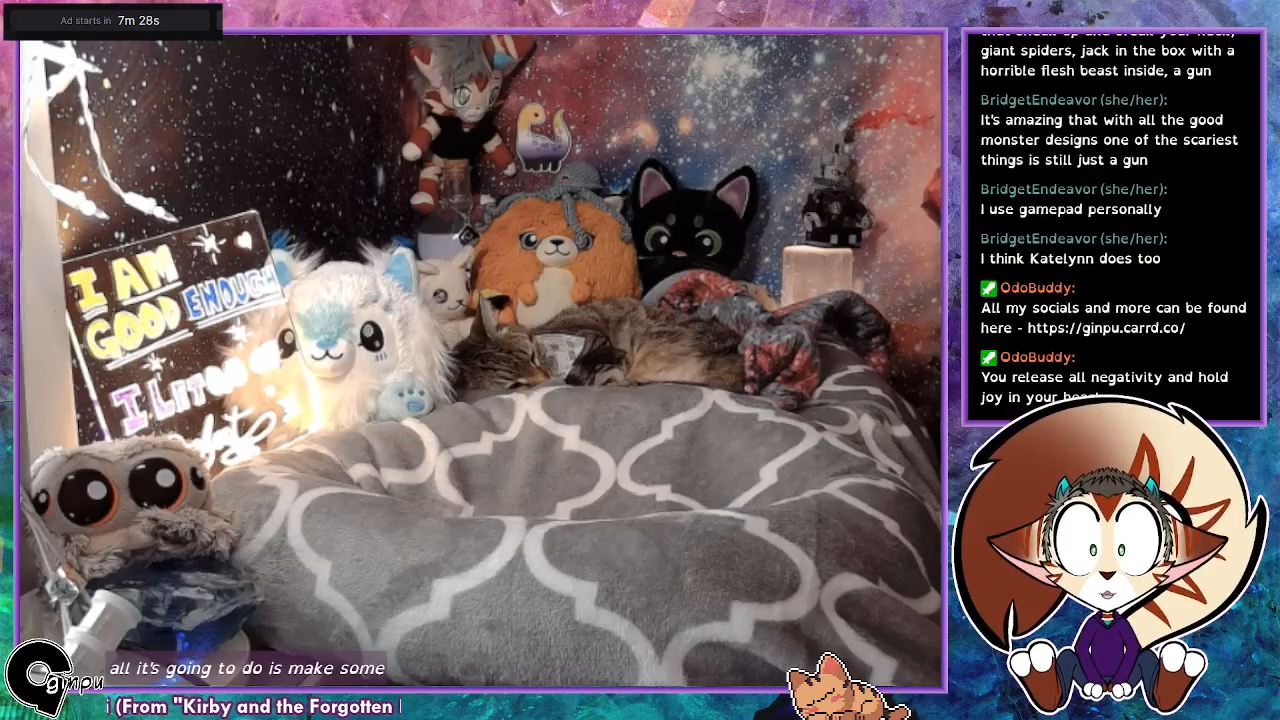 Ad starts in 7m 28s
giant spiders, jack in the box with a
horrible flesh beast inside, a gun
BridgetEndeavor (she/her):
It's amazing that with all the good
monster designs one of the scariest
things is still just a gun
BridgetEndeavor (she/her):
I use gamepad personally
BridgetEndeavor (she/her):
I think Katelynn does too
OdoBuddy:
All my socials and more can be found
here - https://ginpu.carrd.co/
OdoBuddy:
You release all negativity and hold
joy in your
I AM
GOOD ENOUGH
ginpu
all it's going to do is make some
(From "Kirby and the Forgotten